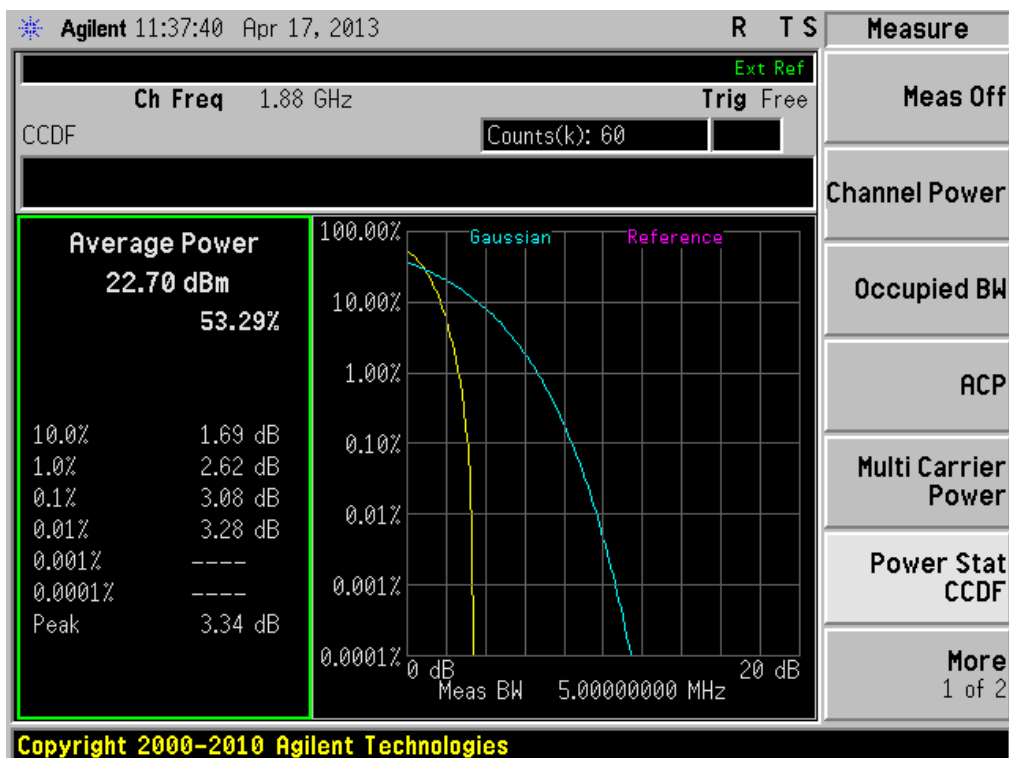 Agilent 11:37:40 Apr 17, 2013 R T S
Measure
Ext Ref
Ch Freq 1.88 GHz Trig Free
CCDF Counts(k): 60
Meas Off
Channel Power
Occupied BW
ACP
Multi Carrier
Power
Power Stat
CCDF
More
1 of 2
Average Power
22.70 dBm
53.29%
10.0% 1.69 dB
1.0% 2.62 dB
0.1% 3.08 dB
0.01% 3.28 dB
0.001% ----
0.0001% ----
Peak 3.34 dB
Gaussian Reference
100.00%
10.00%
1.00%
0.10%
0.01%
0.001%
0.0001%
0 dB 20 dB
Meas BW 5.00000000 MHz
Copyright 2000-2010 Agilent Technologies